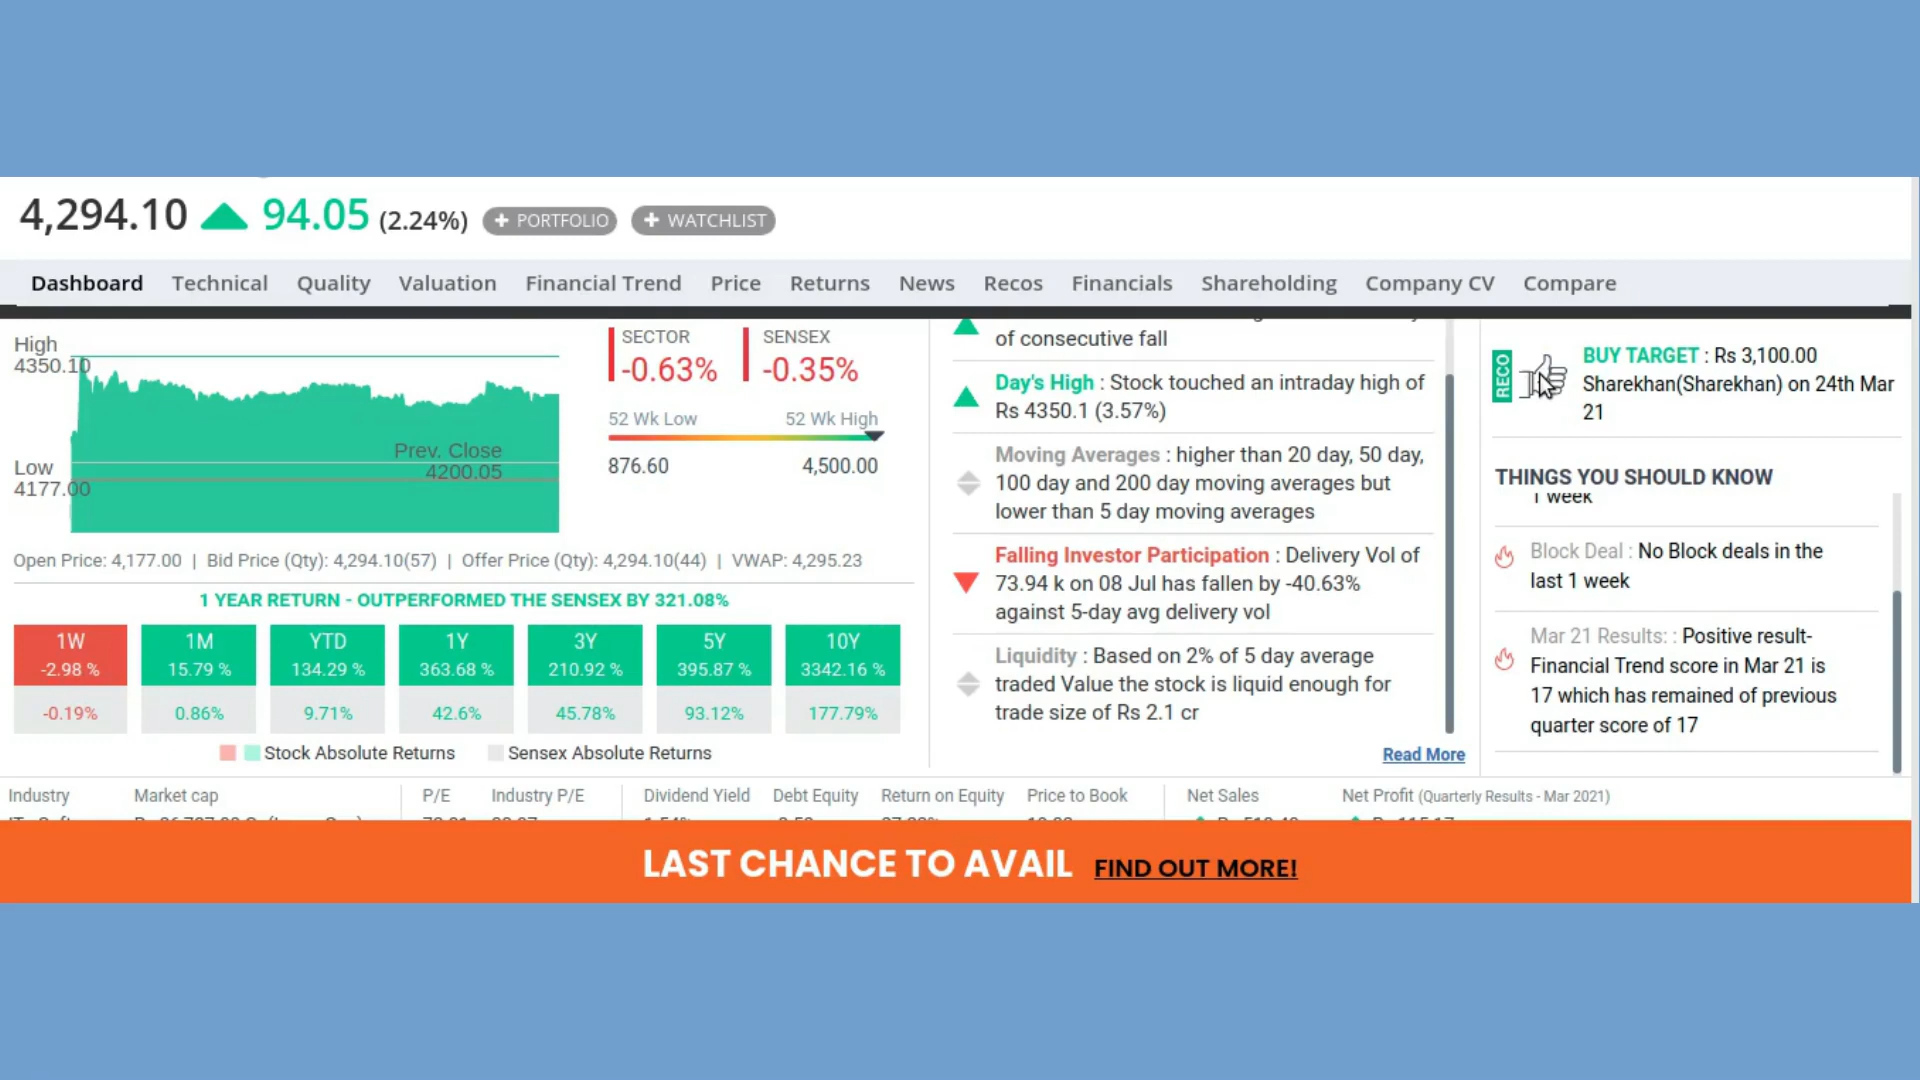 4,294.10 94.05 (2.24%) + PORTFOLIO + WATCHLIST
Dashboard Technical Quality Valuation Financial Trend Price Returns News Recos Financials Shareholding Company CV Compare
High
4350.10
Prev. Close
4200.05
Low
4177.00
SECTOR
-0.63%
SENSEX
-0.35%
52 Wk Low 52 Wk High
876.60 4,500.00
Open Price: 4,177.00 | Bid Price (Qty): 4,294.10(57) | Offer Price (Qty): 4,294.10(44) | VWAP: 4,295.23
1 YEAR RETURN - OUTPERFORMED THE SENSEX BY 321.08%
1W 1M YTD 1Y 3Y 5Y 10Y
-2.98 % 15.79 % 134.29 % 363.68 % 210.92 % 395.87 % 3342.16 %
-0.19% 0.86% 9.71% 42.6% 45.78% 93.12% 177.79%
Stock Absolute Returns Sensex Absolute Returns
of consecutive fall
Day's High : Stock touched an intraday high of
Rs 4350.1 (3.57%)
Moving Averages : higher than 20 day, 50 day,
100 day and 200 day moving averages but
lower than 5 day moving averages
Falling Investor Participation : Delivery Vol of
73.94 k on 08 Jul has fallen by -40.63%
against 5-day avg delivery vol
Liquidity : Based on 2% of 5 day average
traded Value the stock is liquid enough for
trade size of Rs 2.1 cr
Read More
RECO
BUY TARGET : Rs 3,100.00
Sharekhan(Sharekhan) on 24th Mar
21
THINGS YOU SHOULD KNOW
1 week
Block Deal : No Block deals in the
last 1 week
Mar 21 Results: : Positive result-
Financial Trend score in Mar 21 is
17 which has remained of previous
quarter score of 17
Industry Market cap P/E Industry P/E Dividend Yield Debt Equity Return on Equity Price to Book Net Sales Net Profit (Quarterly Results - Mar 2021)
LAST CHANCE TO AVAIL FIND OUT MORE!